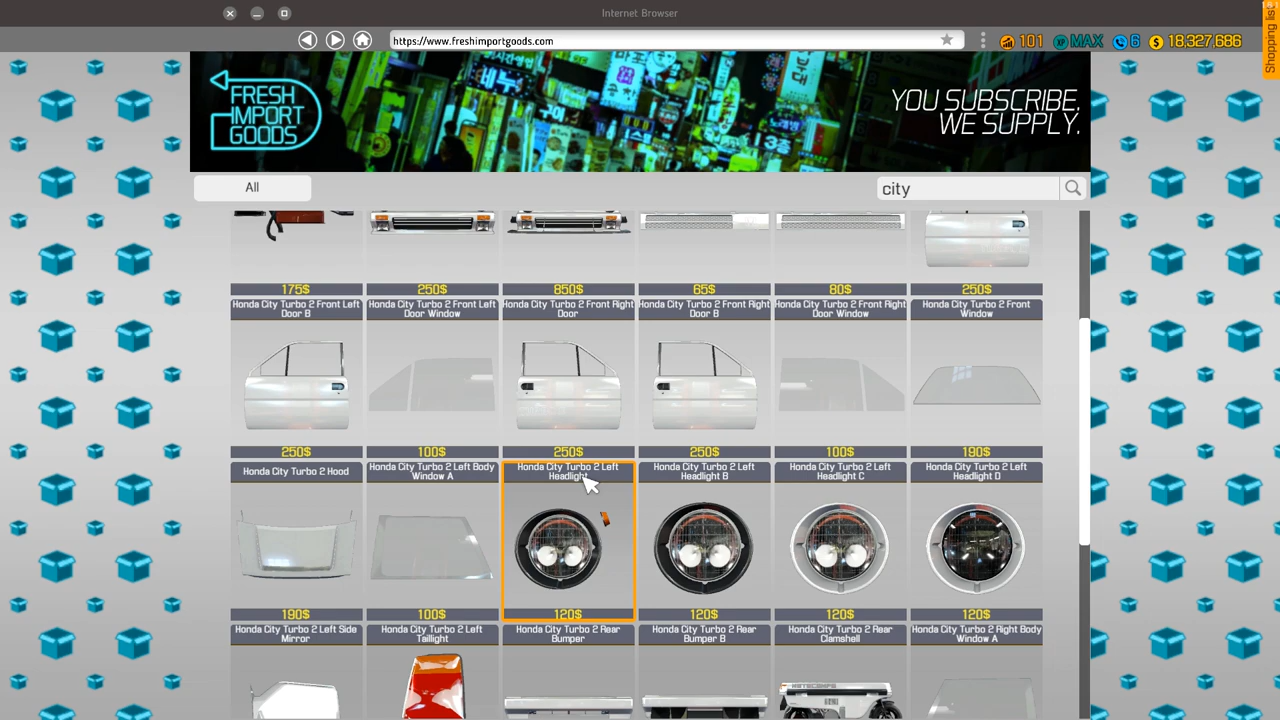 Internet Browser
Shopping list
https://www.freshimportgoods.com
101
XP MAX
6
$ 18,327,686
FRESH
IMPORT
GOODS
YOU SUBSCRIBE,
WE SUPPLY.
All
city
175$
250$
850$
65$
80$
250$
Honda City Turbo 2 Front Left
Door B
Honda City Turbo 2 Front Left
Door Window
Honda City Turbo 2 Front Right
Door
Honda City Turbo 2 Front Right
Door B
Honda City Turbo 2 Front Right
Door Window
Honda City Turbo 2 Front
Window
250$
100$
250$
250$
100$
190$
Honda City Turbo 2 Hood
Honda City Turbo 2 Left Body
Window A
Honda City Turbo 2 Left
Headlight
Honda City Turbo 2 Left
Headlight B
Honda City Turbo 2 Left
Headlight C
Honda City Turbo 2 Left
Headlight D
190$
100$
120$
120$
120$
120$
Honda City Turbo 2 Left Side
Mirror
Honda City Turbo 2 Left
Taillight
Honda City Turbo 2 Rear
Bumper
Honda City Turbo 2 Rear
Bumper B
Honda City Turbo 2 Rear
Clamshell
Honda City Turbo 2 Right Body
Window A
MOTOCOMPO